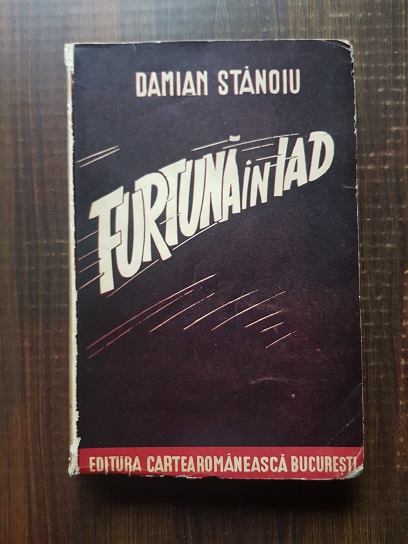 DAMIAN STĂNOIU
FURTUNĂ în IAD
EDITURA CARTEA ROMÂNEASCĂ BUCUREȘTI